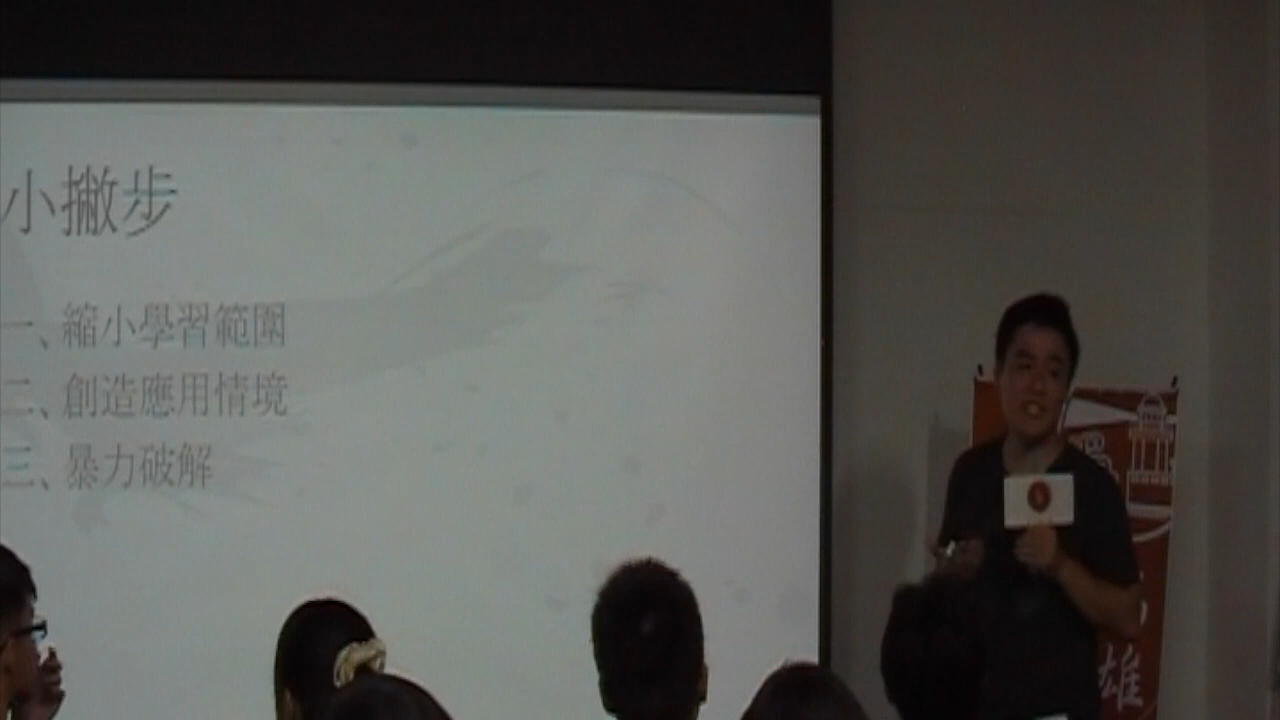 小撇步
一、縮小學習範圍
二、創造應用情境
三、暴力破解
雄